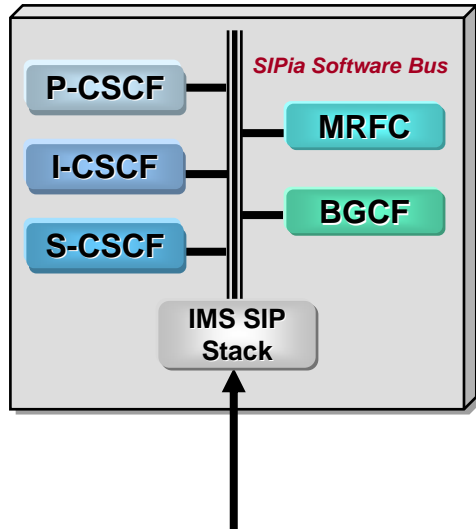 SIPia Software Bus
P-CSCF
MRFC
I-CSCF
BGCF
S-CSCF
IMS SIP
Stack